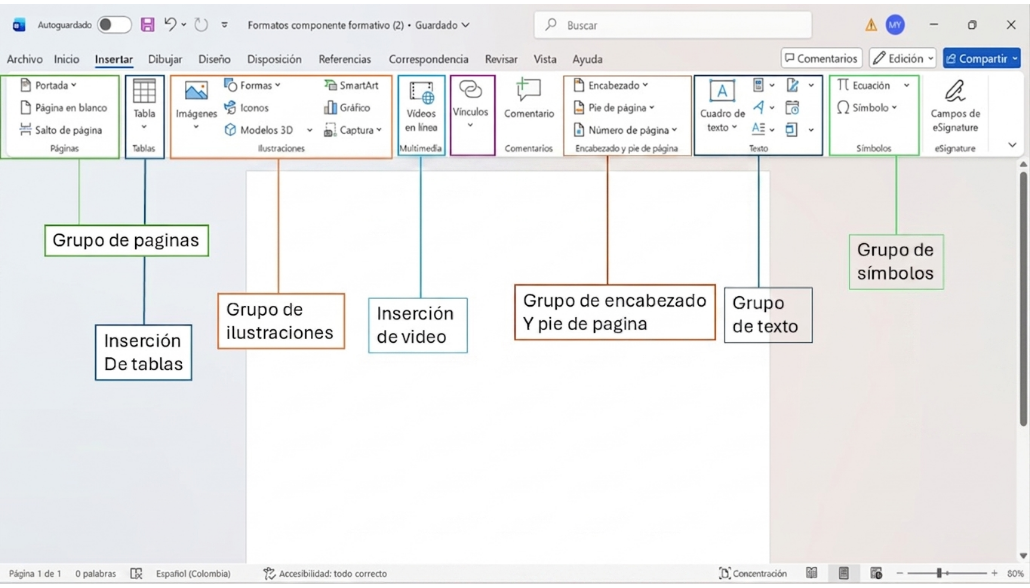 Autoguardado
Formatos componente formativo (2) • Guardado
Buscar
MY
Archivo Inicio Insertar Dibujar Diseño Disposición Referencias Correspondencia Revisar Vista Ayuda
Comentarios Edición Compartir
Portada
Página en blanco
Salto de página
Páginas
Tabla
Tablas
Imágenes
Formas
Iconos
Modelos 3D
SmartArt
Gráfico
Captura
Ilustraciones
Vídeos
en línea
Multimedia
Vínculos
Comentario
Comentarios
Encabezado
Pie de página
Número de página
Encabezado y pie de página
A
Cuadro de
texto
Texto
Ecuación
Símbolo
Símbolos
Campos de
eSignature
eSignature
Grupo de paginas
Inserción
De tablas
Grupo de
ilustraciones
Inserción
de video
Grupo de encabezado
Y pie de pagina
Grupo
de texto
Grupo de
símbolos
Página 1 de 1 0 palabras Español (Colombia) Accesibilidad: todo correcto Concentración 80%